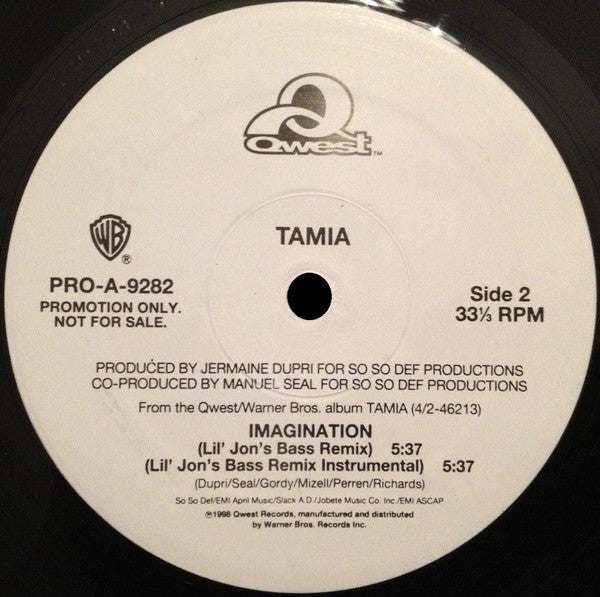 Qwest™
TAMIA
WB
®
PRO-A-9282
PROMOTION ONLY.
NOT FOR SALE.
Side 2
33⅓ RPM
PRODUCED BY JERMAINE DUPRI FOR SO SO DEF PRODUCTIONS
CO-PRODUCED BY MANUEL SEAL FOR SO SO DEF PRODUCTIONS
From the Qwest/Warner Bros. album TAMIA (4/2-46213)
IMAGINATION
(Lil' Jon's Bass Remix) 5:37
(Lil' Jon's Bass Remix Instrumental) 5:37
(Dupri/Seal/Gordy/Mizell/Perren/Richards)
So So Def/EMI April Music/Slack A.D./Jobete Music Co. Inc./EMI ASCAP
℗1998 Qwest Records, manufactured and distributed
by Warner Bros. Records Inc.